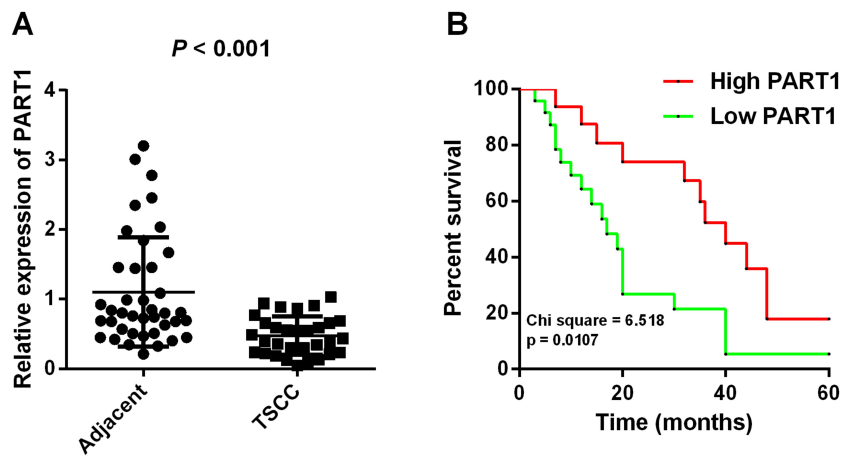 A
P < 0.001
Relative expression of PART1
4
3
2
1
0
Adjacent
TSCC
B
High PART1
Low PART1
Percent survival
100
80
60
40
20
0
Chi square = 6.518
p = 0.0107
0 20 40 60
Time (months)